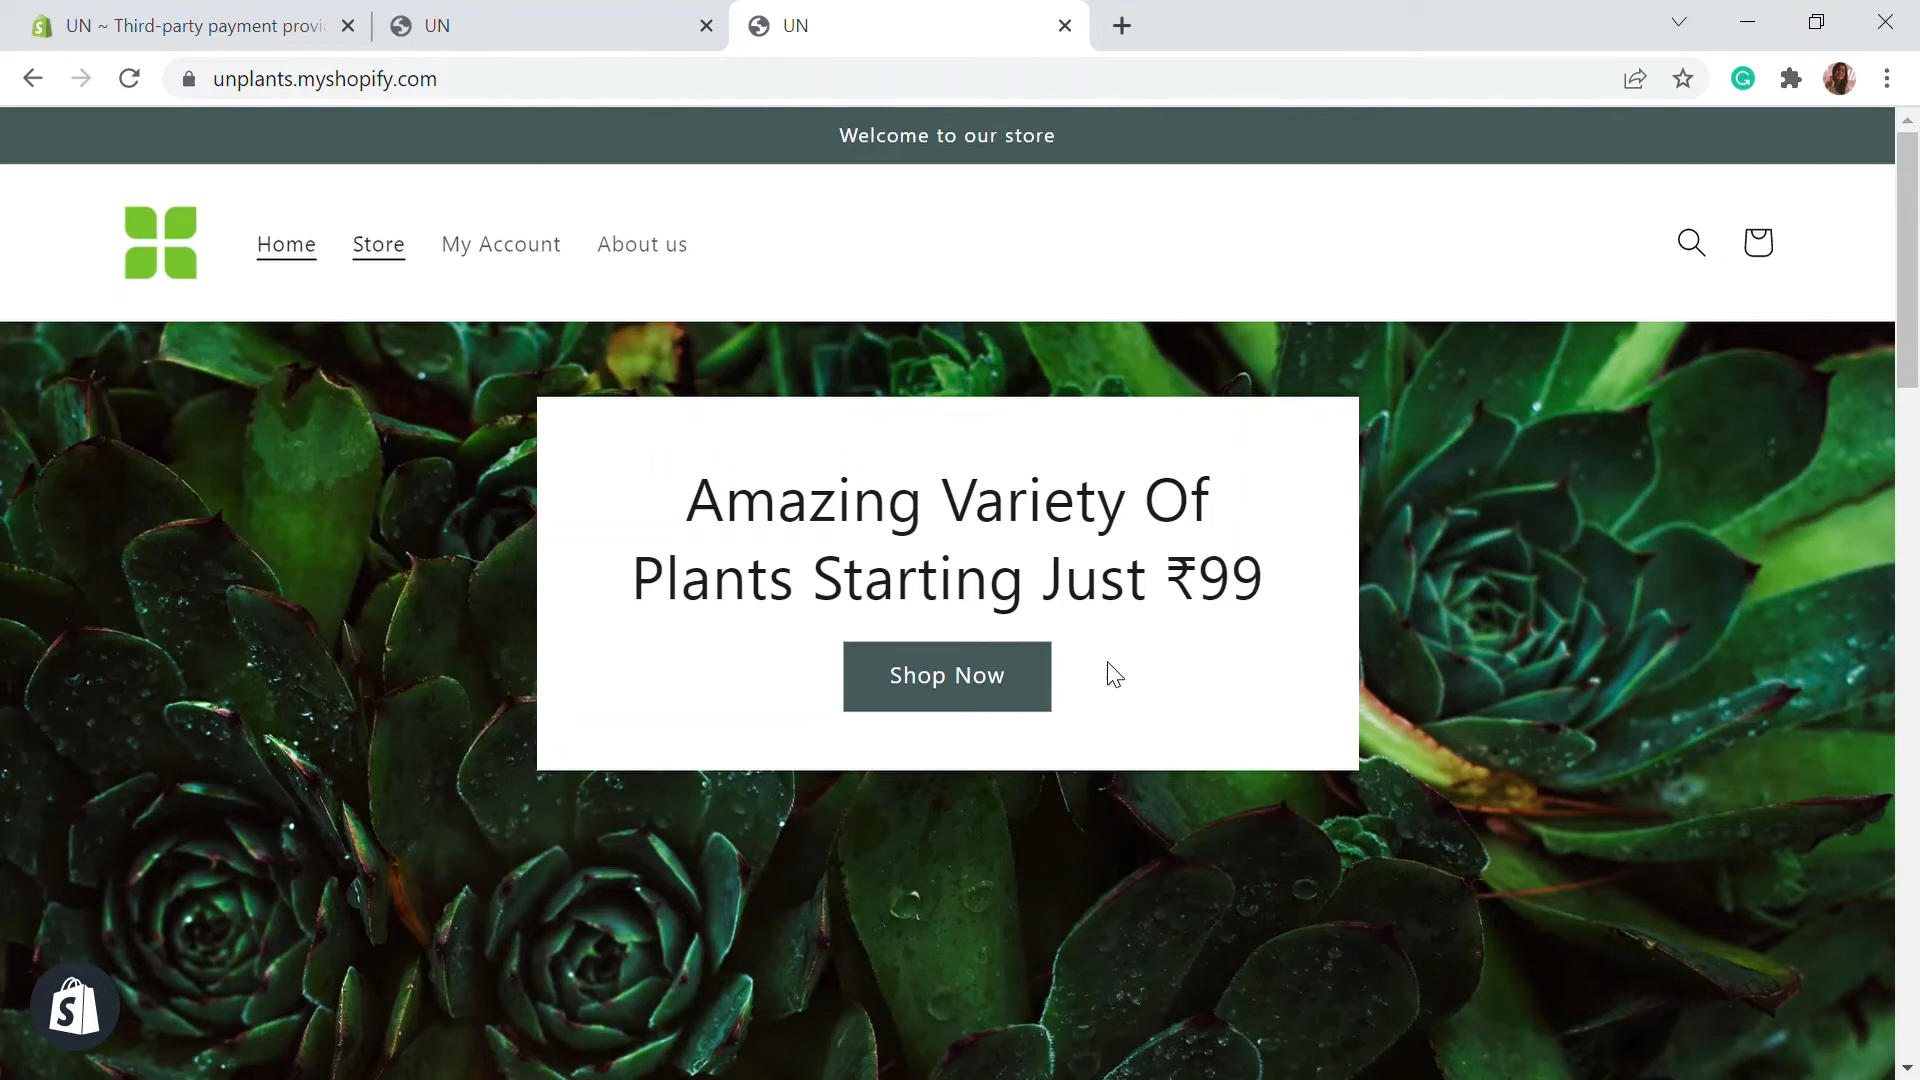 UN ~ Third-party payment provi
UN
UN
unplants.myshopify.com
Welcome to our store
Home
Store
My Account
About us
Amazing Variety Of
Plants Starting Just ₹99
Shop Now